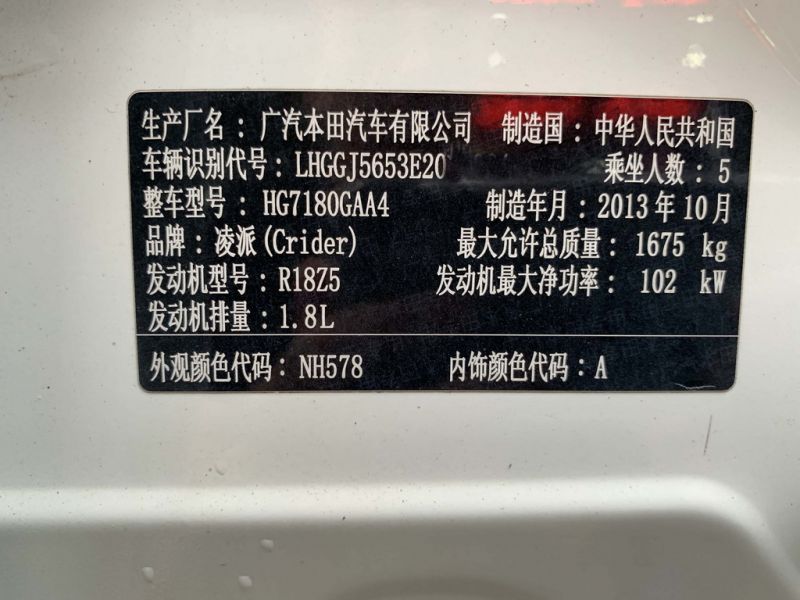 生产厂名：广汽本田汽车有限公司 制造国：中华人民共和国
车辆识别代号：LHGGJ5653E20 乘坐人数：5
整车型号：HG7180GAA4 制造年月：2013年10月
品牌：凌派(Crider) 最大允许总质量：1675 kg
发动机型号：R18Z5 发动机最大净功率：102 kW
发动机排量：1.8L
外观颜色代码：NH578 内饰颜色代码：A